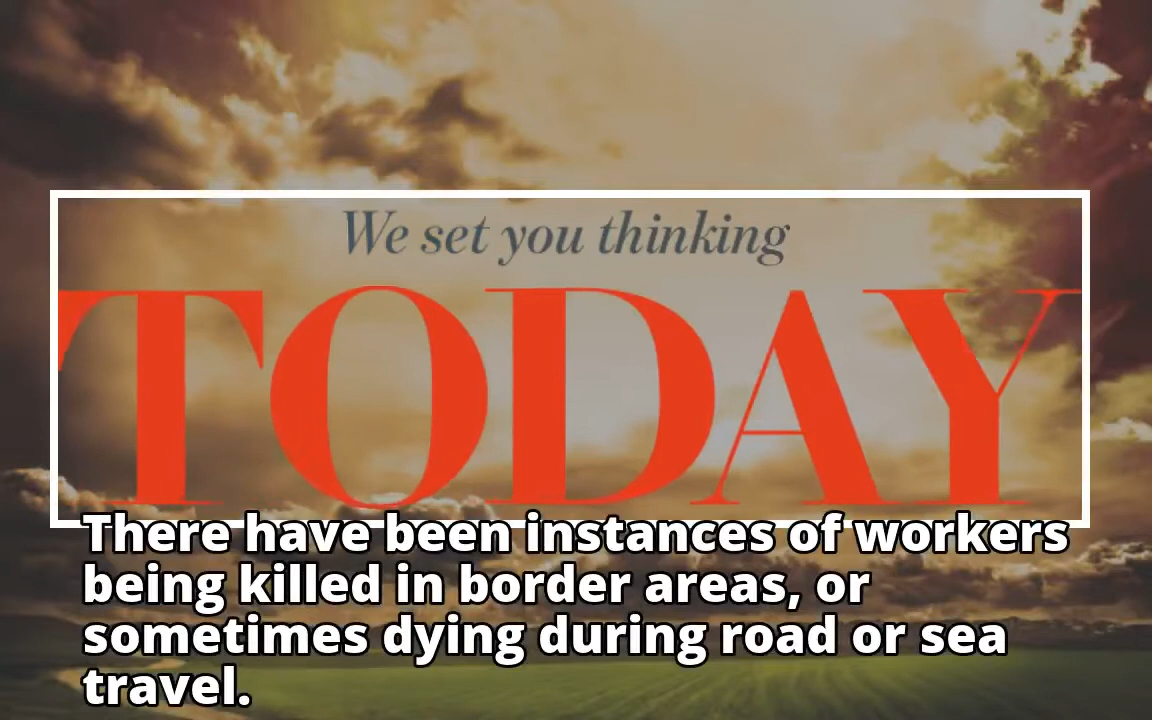 We set you thinking
TODAY
There have been instances of workers
being killed in border areas, or
sometimes dying during road or sea
travel.